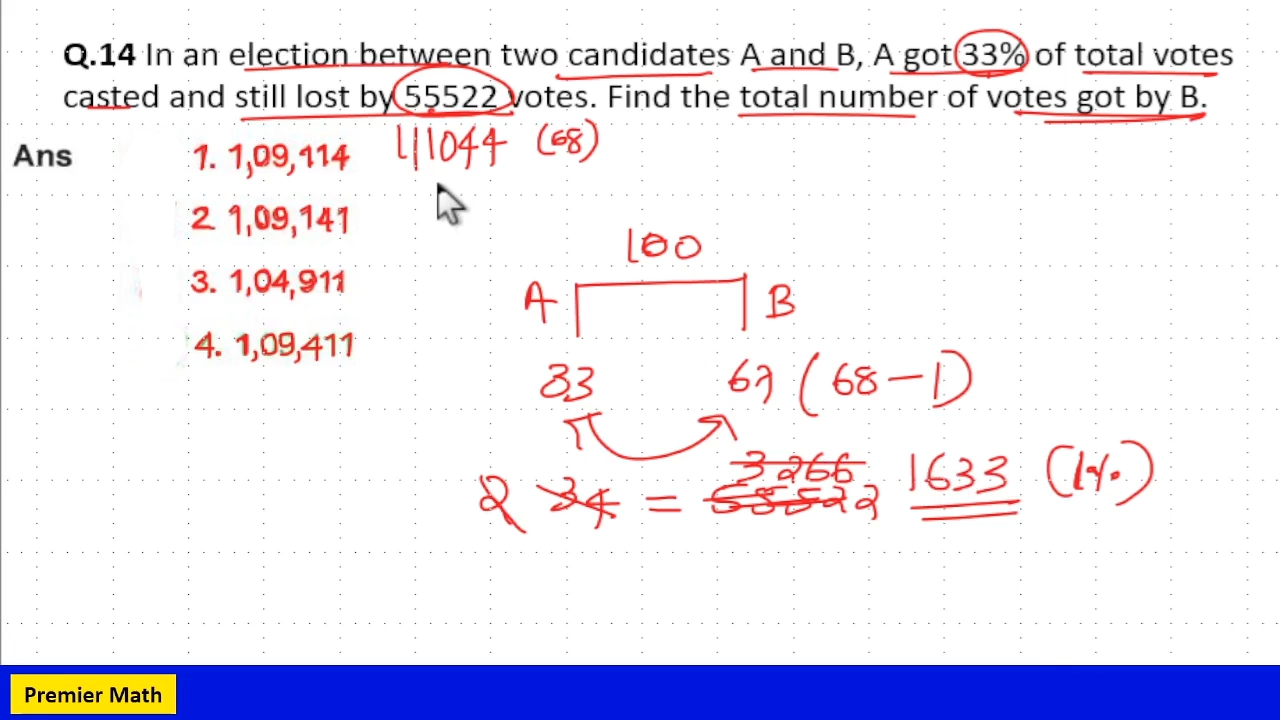 Q.14 In an election between two candidates A and B, A got 33% of total votes
casted and still lost by 55522 votes. Find the total number of votes got by B.
Ans
1. 1,09,114
111044 (68)
2 1,09,141
3. 1,04,911
4. 1,09,411
100
A B
33 67 (68-1)
3266
2 34 = 55522 1633 (1%)
Premier Math